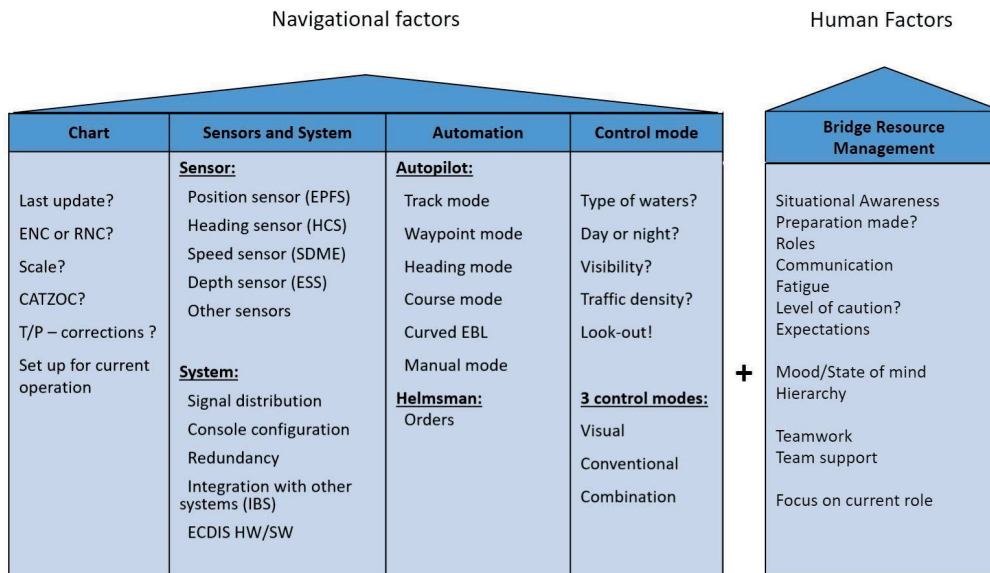 Navigational factors
Human Factors
Chart
Last update?
ENC or RNC?
Scale?
CATZOC?
T/P – corrections ?
Set up for current
operation
Sensors and System
Sensor:
Position sensor (EPFS)
Heading sensor (HCS)
Speed sensor (SDME)
Depth sensor (ESS)
Other sensors
System:
Signal distribution
Console configuration
Redundancy
Integration with other
systems (IBS)
ECDIS HW/SW
Automation
Autopilot:
Track mode
Waypoint mode
Heading mode
Course mode
Curved EBL
Manual mode
Helmsman:
Orders
Control mode
Type of waters?
Day or night?
Visibility?
Traffic density?
Look-out!
3 control modes:
Visual
Conventional
Combination
+
Bridge Resource
Management
Situational Awareness
Preparation made?
Roles
Communication
Fatigue
Level of caution?
Expectations
Mood/State of mind
Hierarchy
Teamwork
Team support
Focus on current role